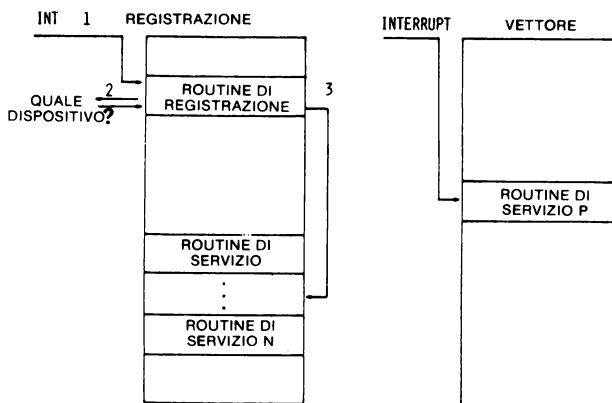 INT 1 REGISTRAZIONE
ROUTINE DI
REGISTRAZIONE
2
QUALE
DISPOSITIVO?
3
ROUTINE DI
SERVIZIO
ROUTINE DI
SERVIZIO N
INTERRUPT VETTORE
ROUTINE DI
SERVIZIO P